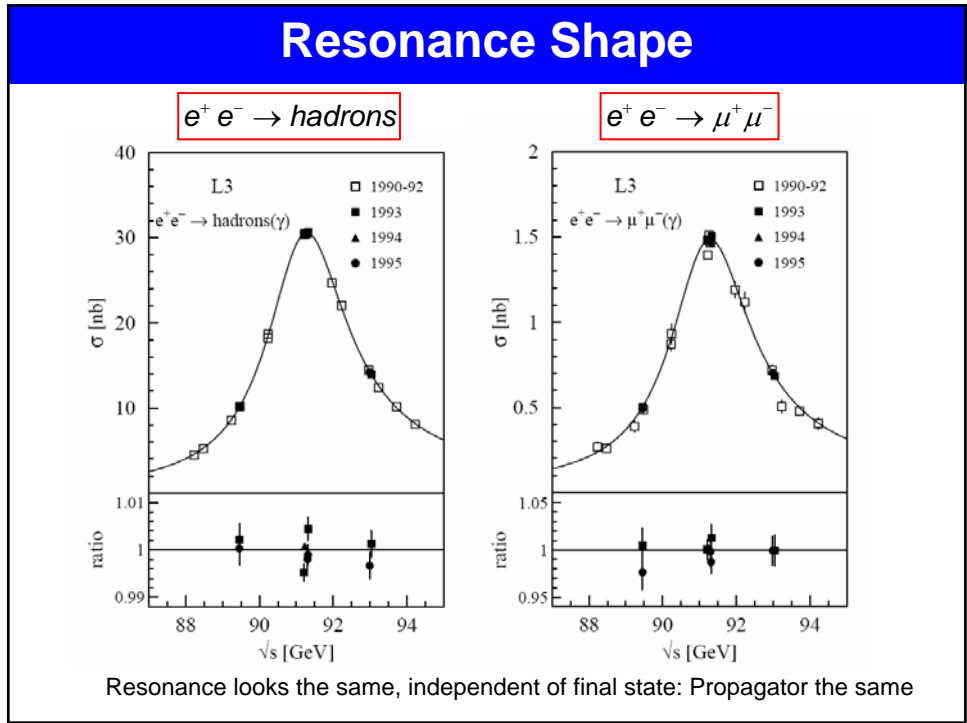 Resonance Shape
e⁺ e⁻ → hadrons
e⁺ e⁻ → μ⁺ μ⁻
40
30
20
10
σ [nb]
L3
e⁺e⁻ → hadrons(γ)
1990-92
1993
1994
1995
1.01
1
0.99
ratio
88 90 92 94
√s [GeV]
2
1.5
1
0.5
σ [nb]
L3
e⁺e⁻ → μ⁺μ⁻(γ)
1990-92
1993
1994
1995
1.05
1
0.95
ratio
88 90 92 94
√s [GeV]
Resonance looks the same, independent of final state: Propagator the same